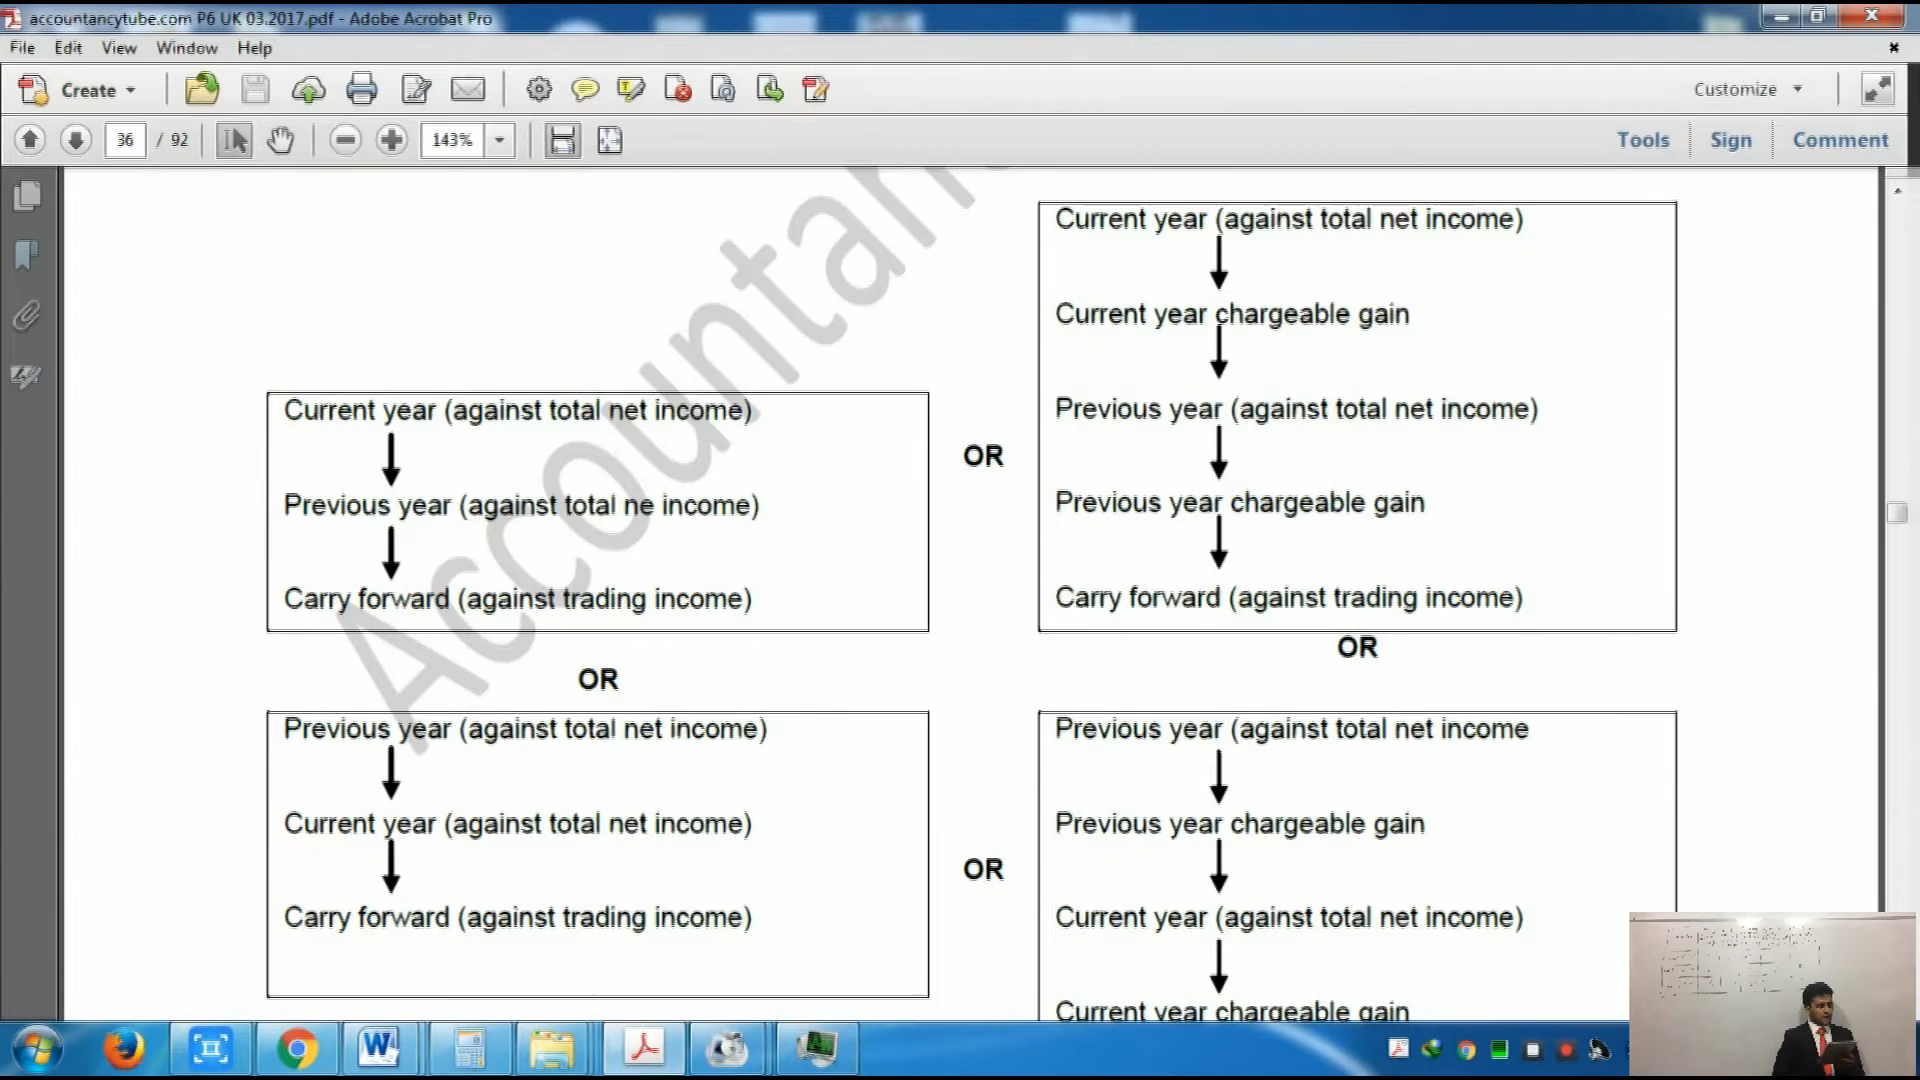 accountancytube.com P6 UK 03.2017.pdf - Adobe Acrobat Pro
File Edit View Window Help
Create
Customize
36 / 92
143%
Tools Sign Comment
Accountan
Current year (against total net income)
Current year chargeable gain
Previous year (against total net income)
Previous year chargeable gain
Carry forward (against trading income)
OR
Current year (against total net income)
Previous year (against total ne income)
Carry forward (against trading income)
OR
OR
Previous year (against total net income)
Current year (against total net income)
Carry forward (against trading income)
OR
Previous year (against total net income
Previous year chargeable gain
Current year (against total net income)
Current year chargeable gain